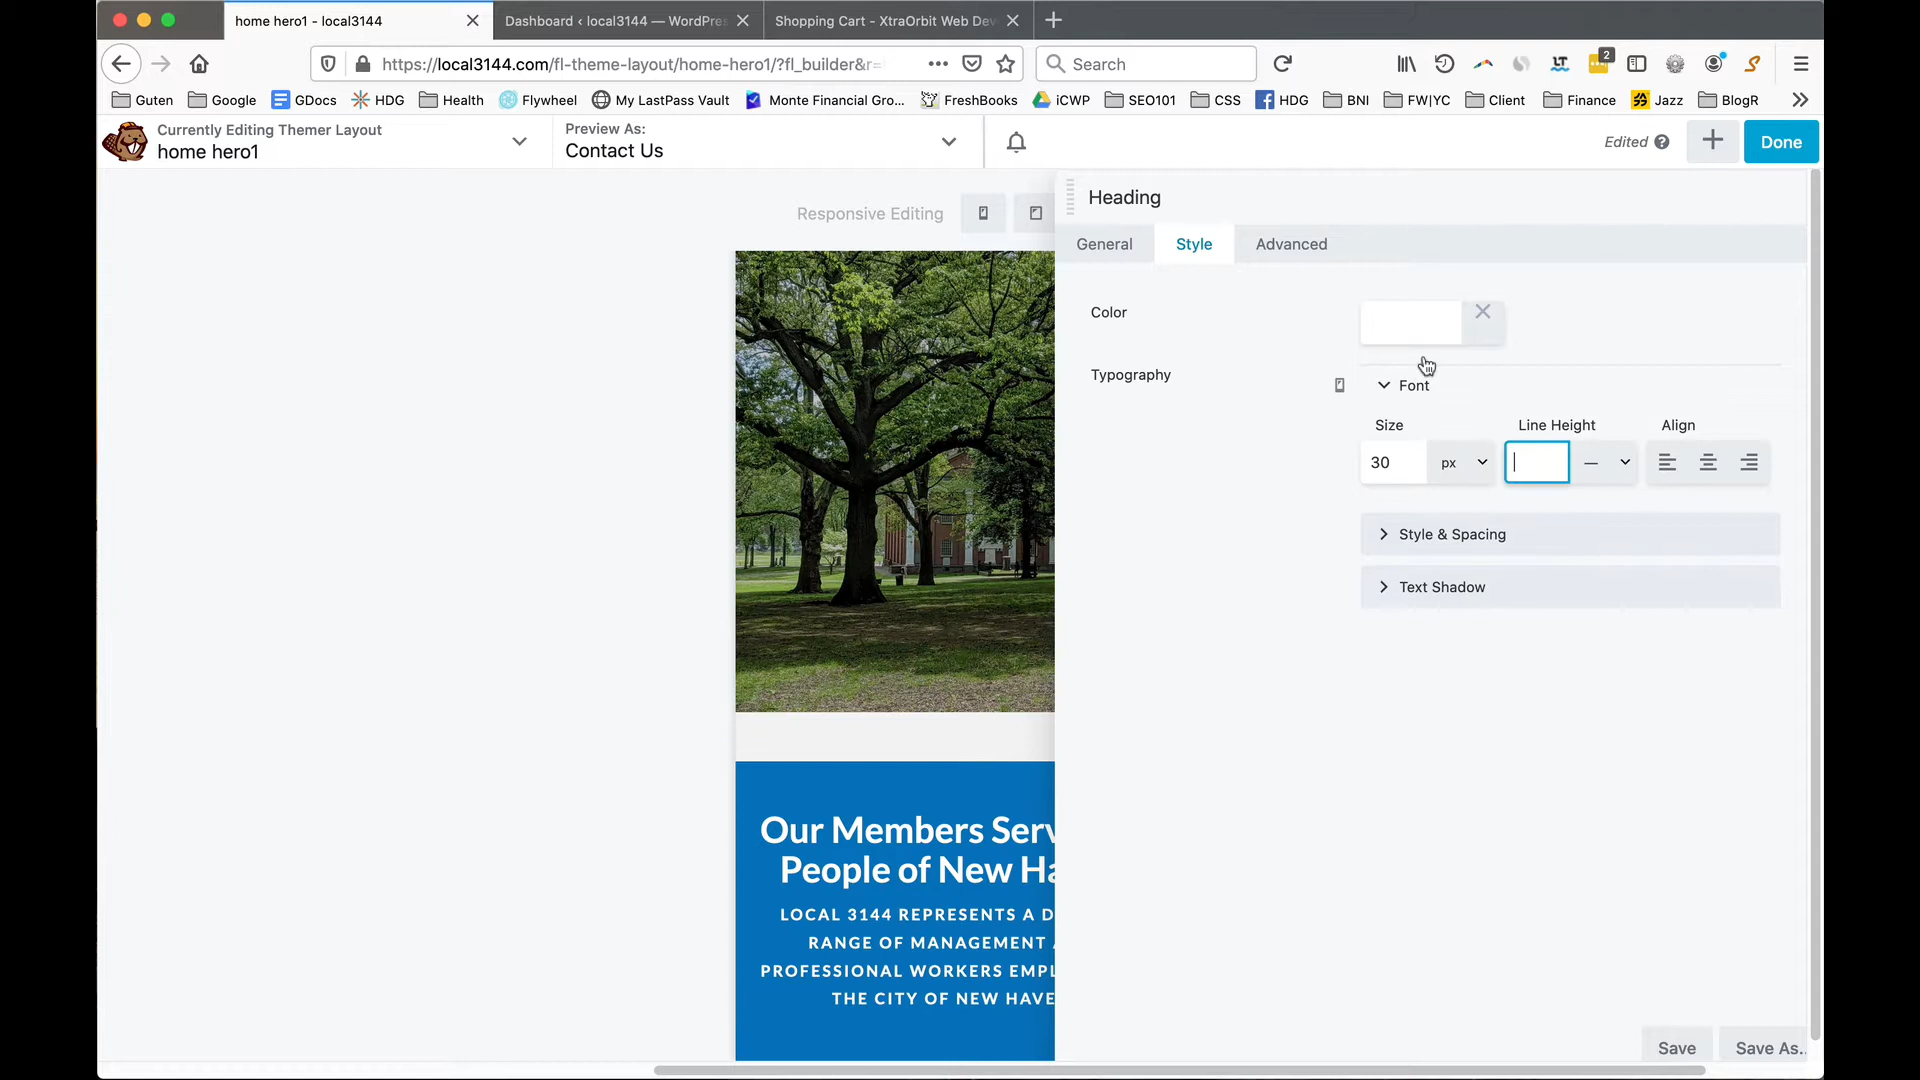 home hero1 - local3144
Dashboard ‹ local3144 — WordPres
Shopping Cart - XtraOrbit Web Dev
https://local3144.com/fl-theme-layout/home-hero1/?fl_builder&r=
Search
2
Guten
Google
GDocs
HDG
Health
Flywheel
My LastPass Vault
Monte Financial Gro...
FreshBooks
iCWP
SEO101
CSS
HDG
BNI
FW|YC
Client
Finance
Jazz
BlogR
Currently Editing Themer Layout
home hero1
Preview As:
Contact Us
Edited
Done
Responsive Editing
Heading
General
Style
Advanced
Color
Typography
Font
Size
Line Height
Align
30
px
—
Style & Spacing
Text Shadow
Our Members Serv
People of New Ha
LOCAL 3144 REPRESENTS A D
RANGE OF MANAGEMENT A
PROFESSIONAL WORKERS EMPL
THE CITY OF NEW HAVE
Save
Save As..